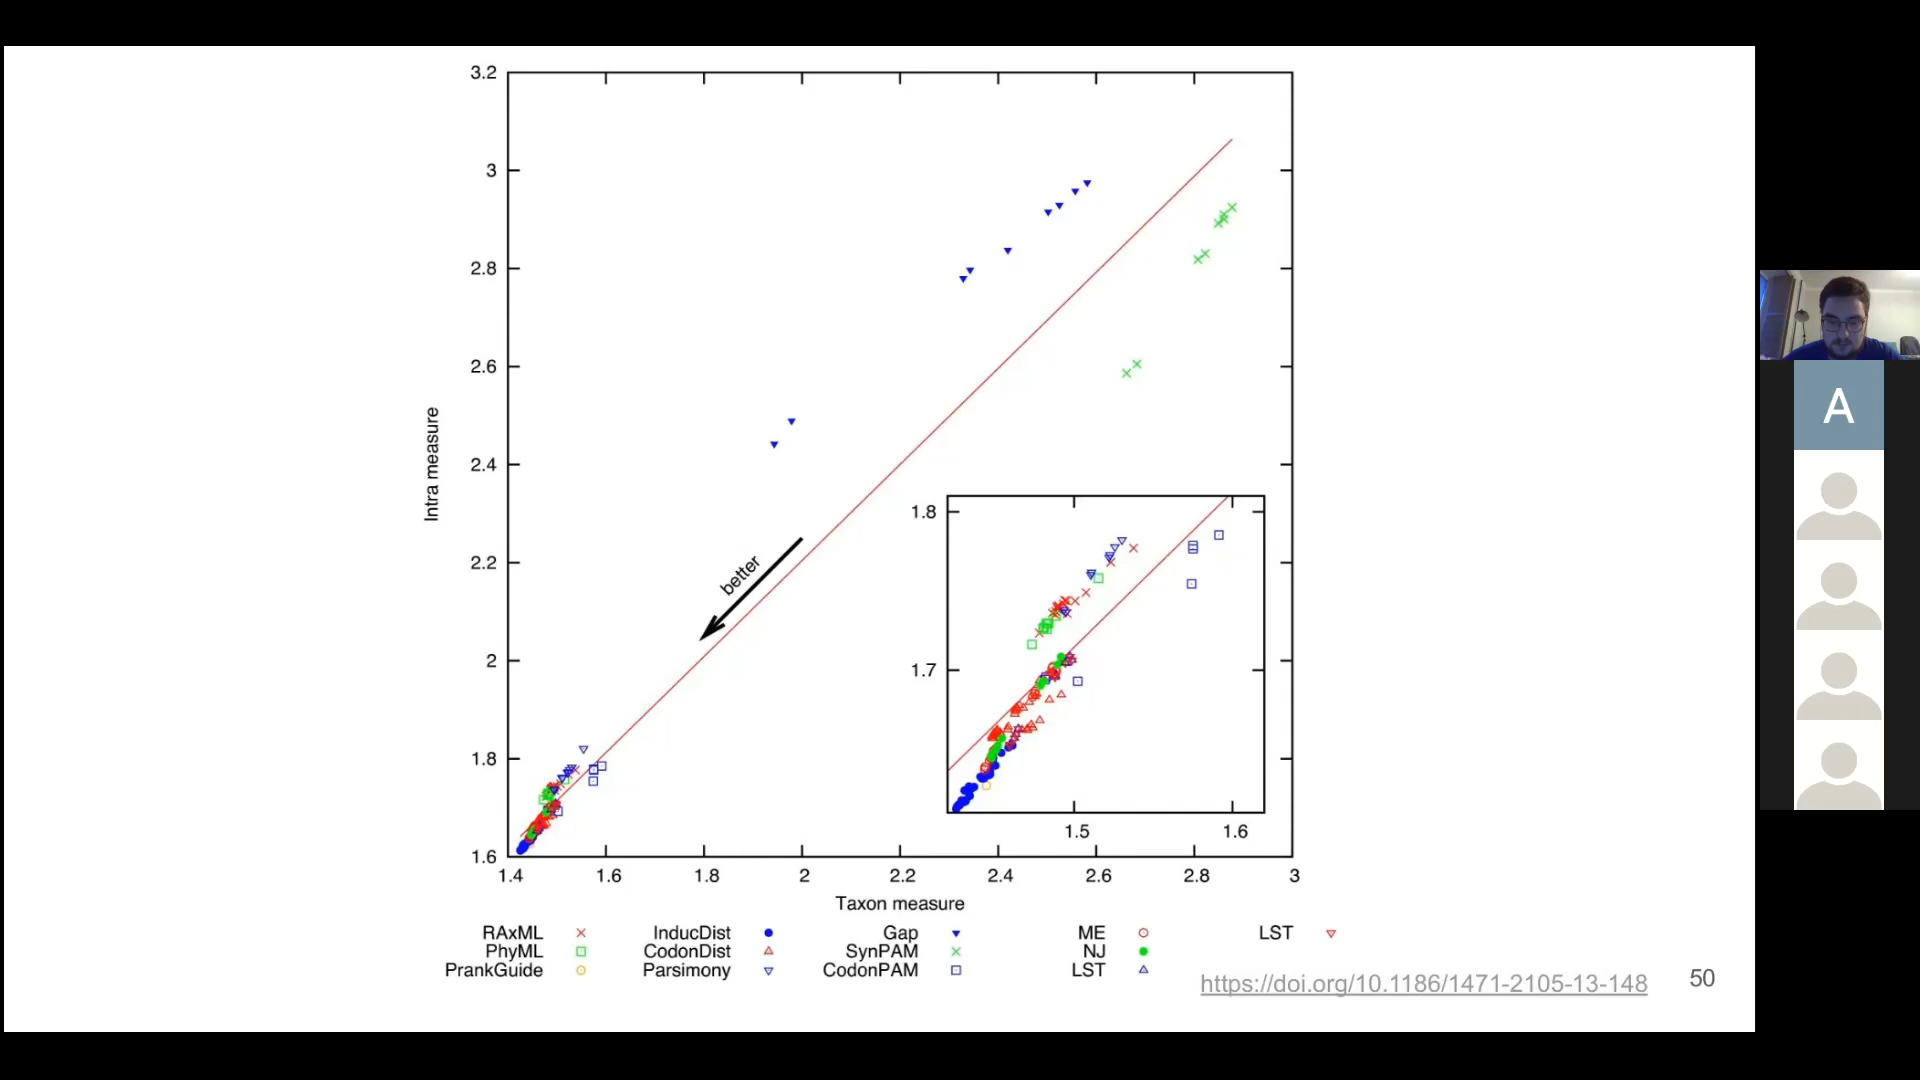 3.2
3
2.8
2.6
2.4
2.2
2
1.8
1.6
Intra measure
better
1.8
1.7
1.5 1.6
1.4 1.6 1.8 2 2.2 2.4 2.6 2.8 3
Taxon measure
RAxML InducDist Gap ME LST
PhyML CodonDist SynPAM NJ
PrankGuide Parsimony CodonPAM LST
https://doi.org/10.1186/1471-2105-13-148 50
A